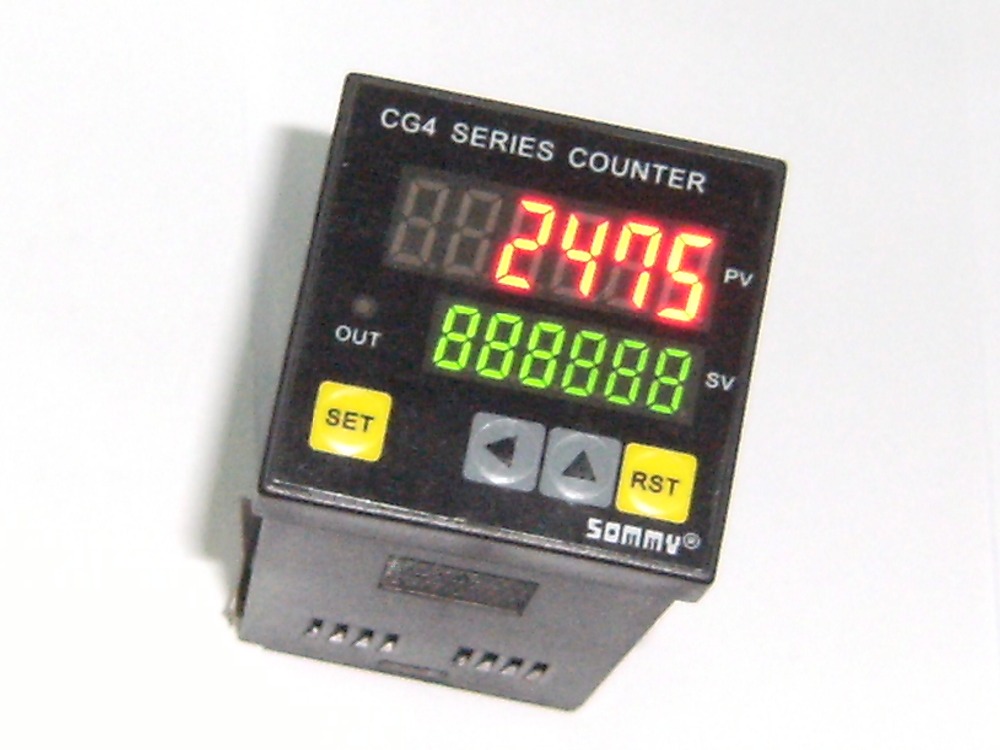 CG4 SERIES COUNTER
2475 PV
OUT
888888 SV
SET
RST
SOMMY®